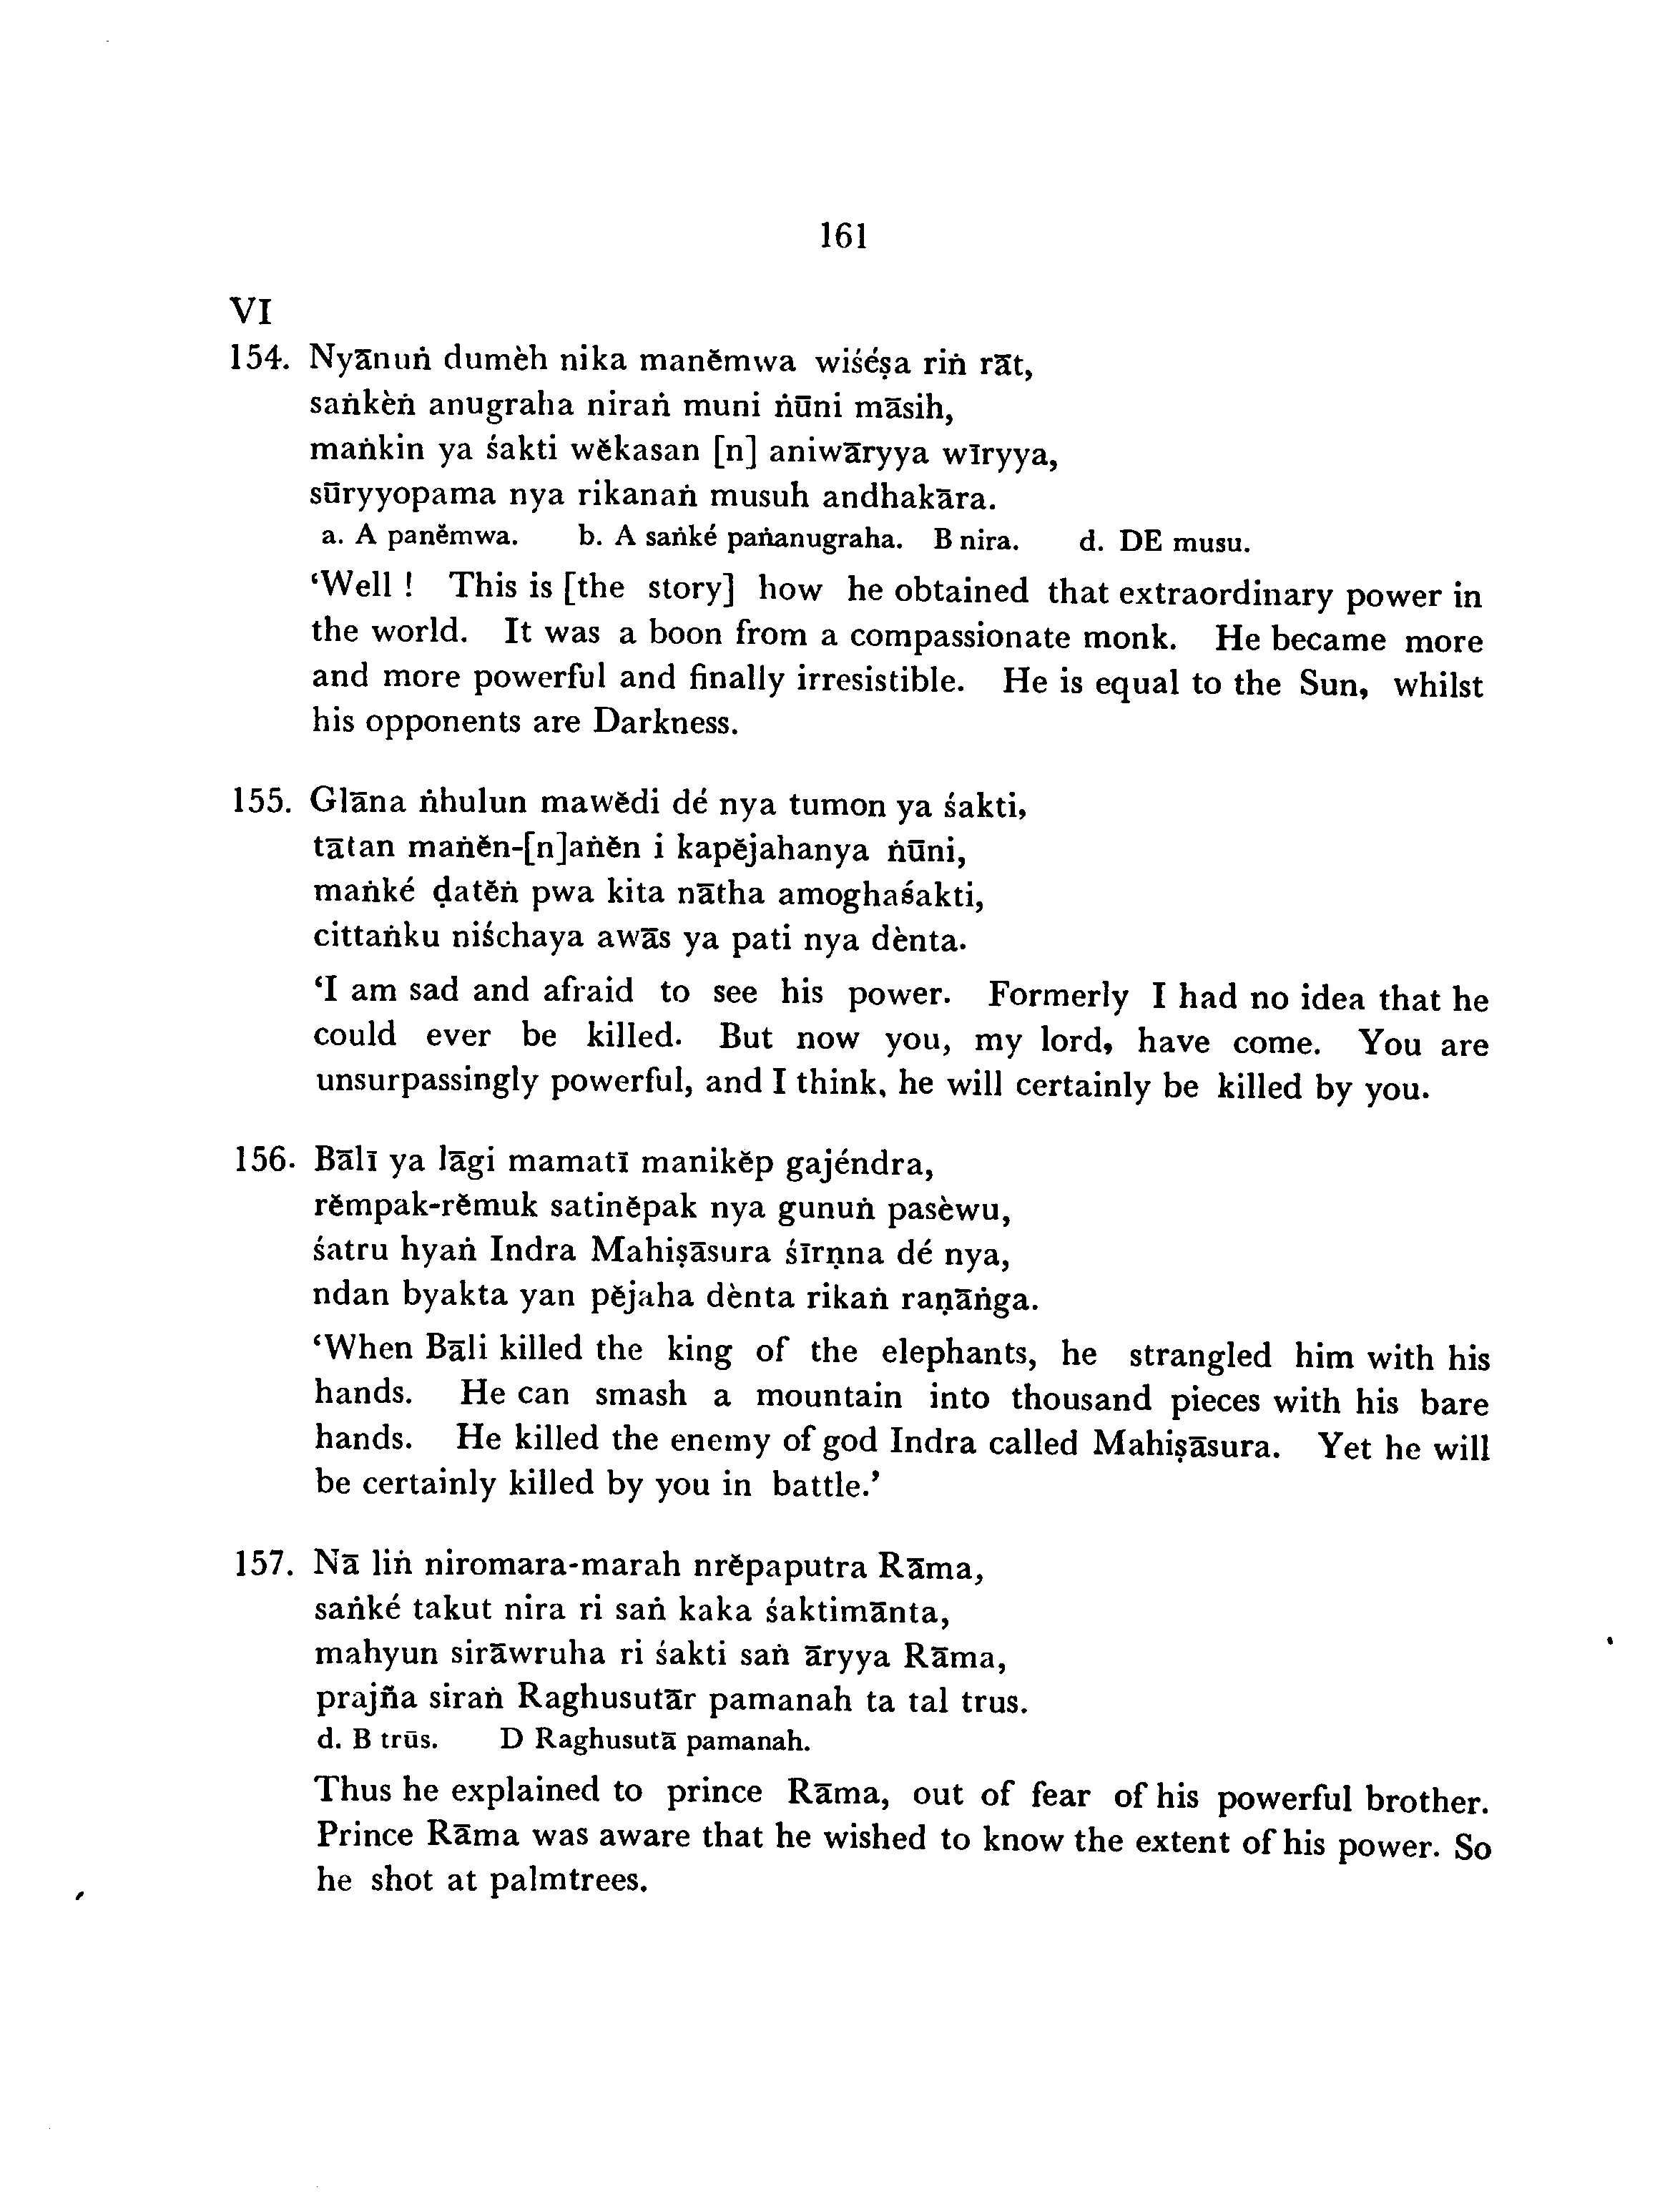 161
VI
154. Nyānuṅ dumèh nika manĕmwa wiśéṣa riṅ rāt,
saṅkèṅ anugraha niraṅ muni ṅūni māsih,
maṅkin ya śakti wĕkasan [n] aniwāryya wīryya,
sūryyopama nya rikanaṅ musuh andhakāra.
a. A panĕmwa. b. A saṅké paṅanugraha. B nira. d. DE musu.
‘Well ! This is [the story] how he obtained that extraordinary power in
the world. It was a boon from a compassionate monk. He became more
and more powerful and finally irresistible. He is equal to the Sun, whilst
his opponents are Darkness.
155. Glāna ṅhulun mawĕdi dé nya tumon ya śakti,
tātan maṅĕn-[n]aṅĕn i kapĕjahanya ṅūni,
maṅké ḍatĕṅ pwa kita nātha amoghaśakti,
cittaṅku niśchaya awās ya pati nya dènta.
‘I am sad and afraid to see his power. Formerly I had no idea that he
could ever be killed. But now you, my lord, have come. You are
unsurpassingly powerful, and I think, he will certainly be killed by you.
156. Bālī ya lāgi mamatī manikĕp gajéndra,
rĕmpak-rĕmuk satinĕpak nya gunuṅ pasèwu,
śatru hyaṅ Indra Mahiṣāsura śīrṇna dé nya,
ndan byakta yan pĕjaha dènta rikaṅ raṇāṅga.
‘When Bāli killed the king of the elephants, he strangled him with his
hands. He can smash a mountain into thousand pieces with his bare
hands. He killed the enemy of god Indra called Mahiṣāsura. Yet he will
be certainly killed by you in battle.’
157. Nā liṅ niromara-marah nrĕpaputra Rāma,
saṅké takut nira ri saṅ kaka śaktimānta,
mahyun sirāwruha ri śakti saṅ āryya Rāma,
prajña siraṅ Raghusutār pamanah ta tal trus.
d. B trūs. D Raghusutā pamanah.
Thus he explained to prince Rāma, out of fear of his powerful brother.
Prince Rāma was aware that he wished to know the extent of his power. So
he shot at palmtrees.